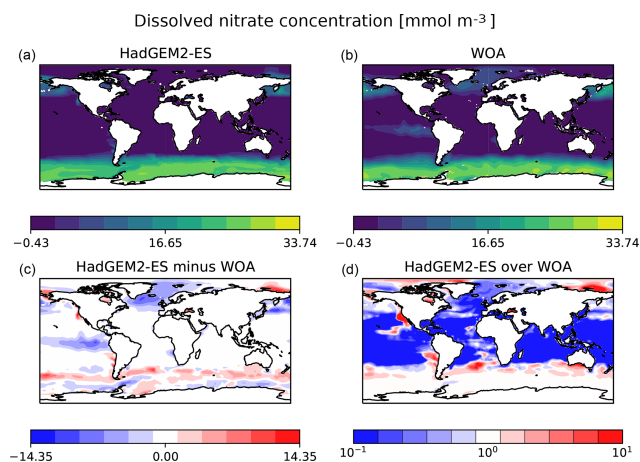 Dissolved nitrate concentration [mmol m⁻³]
(a) HadGEM2-ES
(b) WOA
−0.43 16.65 33.74
−0.43 16.65 33.74
(c) HadGEM2-ES minus WOA
(d) HadGEM2-ES over WOA
−14.35 0.00 14.35
10⁻¹ 10⁰ 10¹